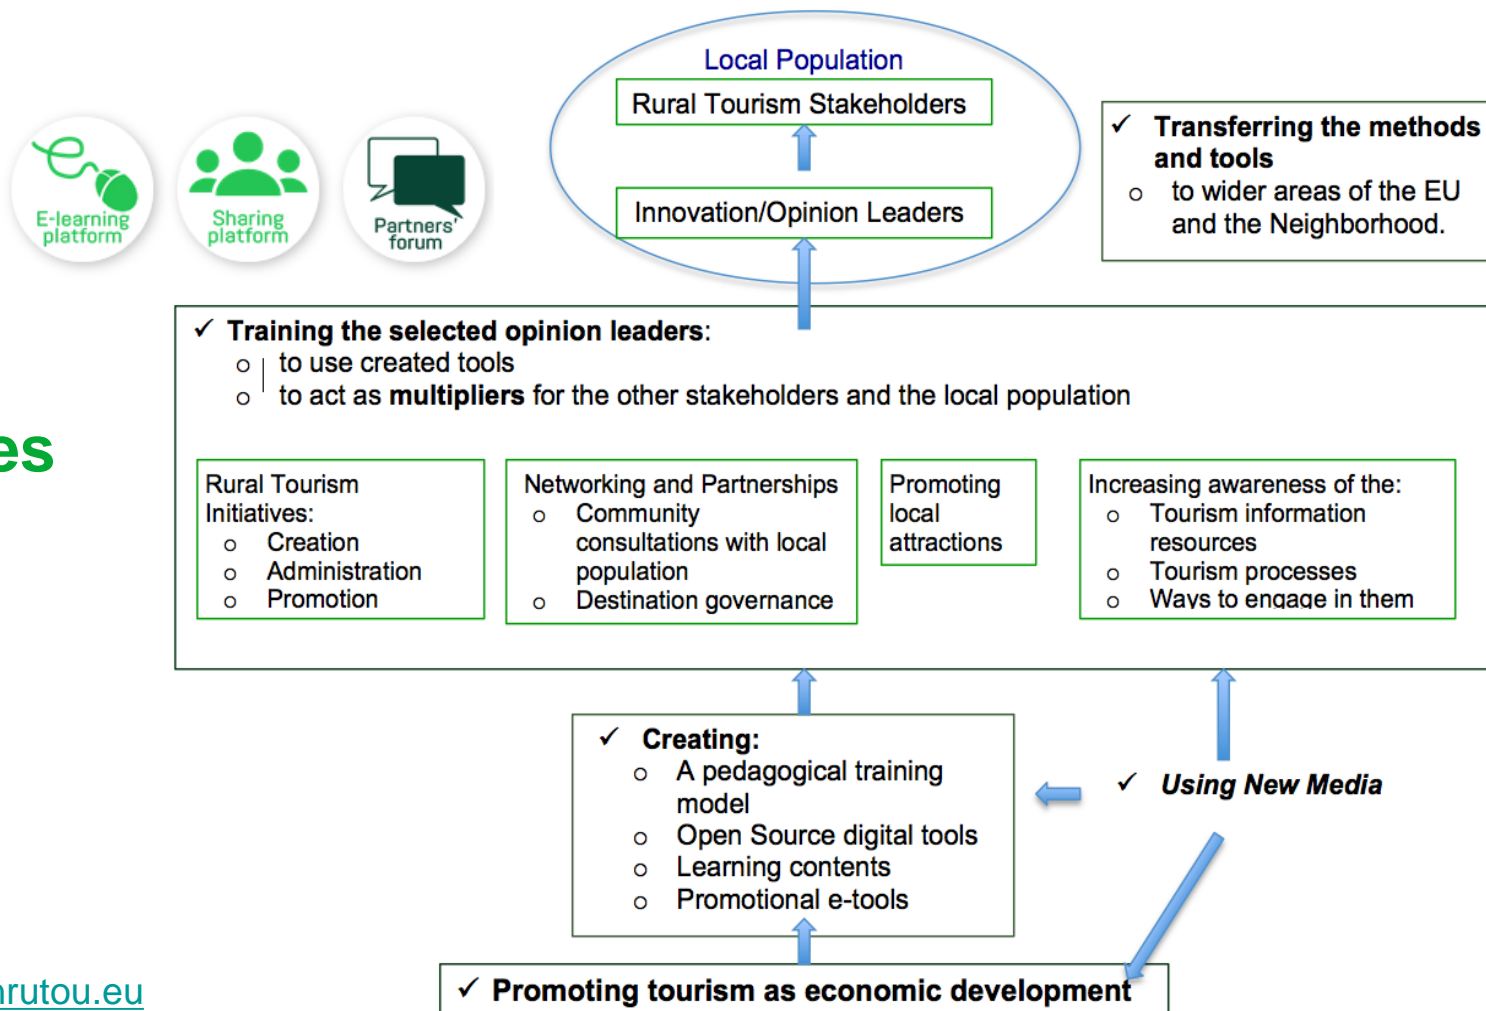 Local Population
Rural Tourism Stakeholders
Innovation/Opinion Leaders
E-learning
platform
Sharing
platform
Partners'
forum
✓ Transferring the methods
and tools
o to wider areas of the EU
and the Neighborhood.
✓ Training the selected opinion leaders:
o to use created tools
o to act as multipliers for the other stakeholders and the local population
es
Rural Tourism
Initiatives:
o Creation
o Administration
o Promotion
Networking and Partnerships
o Community
consultations with local
population
o Destination governance
Promoting
local
attractions
Increasing awareness of the:
o Tourism information
resources
o Tourism processes
o Ways to engage in them
✓ Creating:
o A pedagogical training
model
o Open Source digital tools
o Learning contents
o Promotional e-tools
✓ Using New Media
✓ Promoting tourism as economic development
rutou.eu